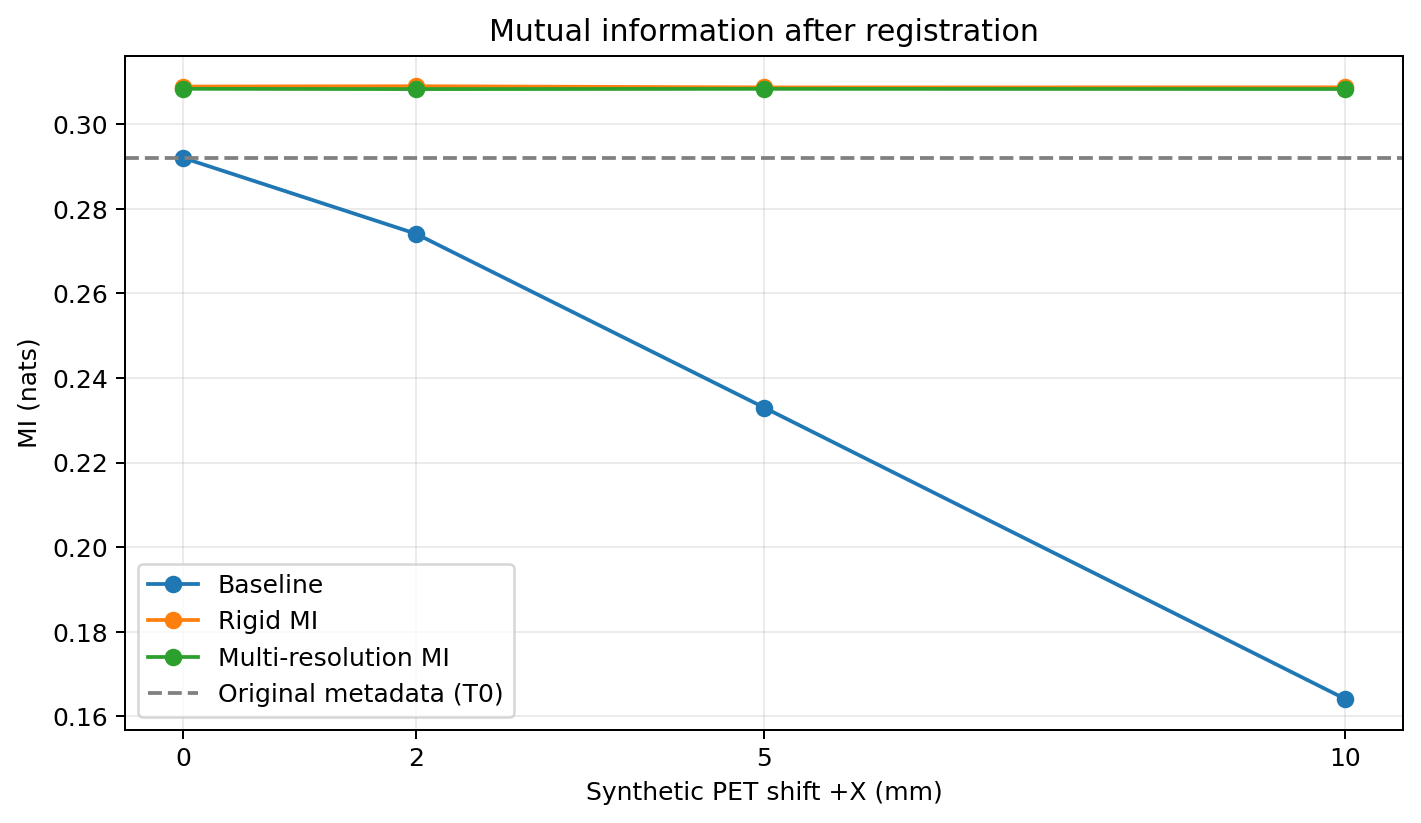 Mutual information after registration
MI (nats)
0.30
0.28
0.26
0.24
0.22
0.20
0.18
0.16
Baseline
Rigid MI
Multi-resolution MI
Original metadata (T0)
0
2
5
10
Synthetic PET shift +X (mm)